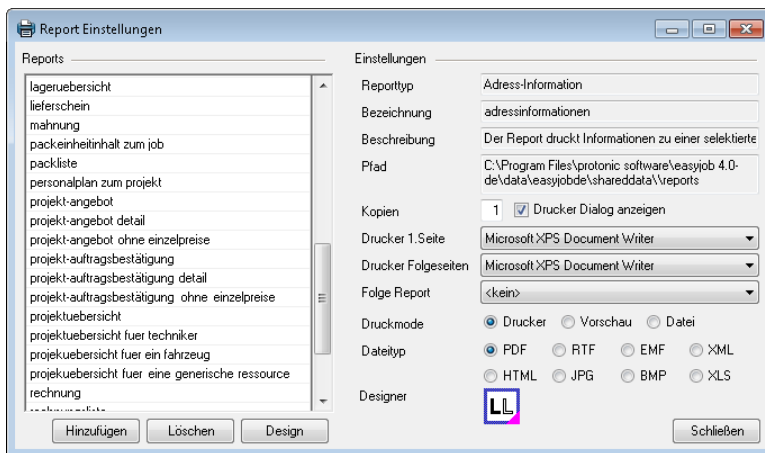 Report Einstellungen
Reports
lageruebersicht
lieferschein
mahnung
packeinheitinhalt zum job
packliste
personalplan zum projekt
projekt-angebot
projekt-angebot detail
projekt-angebot ohne einzelpreise
projekt-auftragsbestätigung
projekt-auftragsbestätigung detail
projekt-auftragsbestätigung ohne einzelpreise
projektuebersicht
projektuebersicht fuer techniker
projekuebersicht fuer ein fahrzeug
projekuebersicht fuer eine generische ressource
rechnung
Hinzufügen Löschen Design
Einstellungen
Reporttyp Adress-Information
Bezeichnung adressinformationen
Beschreibung Der Report druckt Informationen zu einer selektierte
Pfad C:\Program Files\protonic software\easyjob 4.0-
de\data\easyjobde\shareddata\\reports
Kopien 1 Drucker Dialog anzeigen
Drucker 1.Seite Microsoft XPS Document Writer
Drucker Folgeseiten Microsoft XPS Document Writer
Folge Report <kein>
Druckmode Drucker Vorschau Datei
Dateityp PDF RTF EMF XML
HTML JPG BMP XLS
Designer LL
Schließen